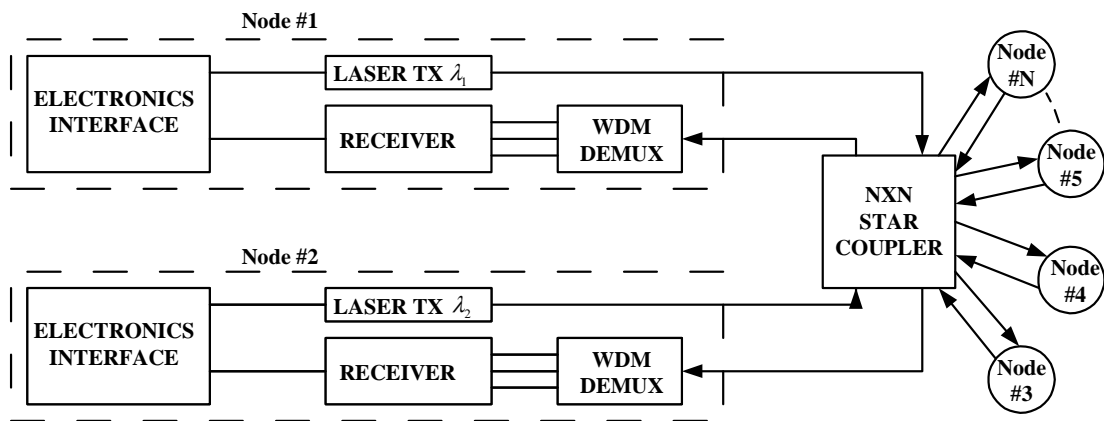 Node #1
ELECTRONICS
INTERFACE
LASER TX λ₁
RECEIVER
WDM
DEMUX
Node #2
ELECTRONICS
INTERFACE
LASER TX λ₂
RECEIVER
WDM
DEMUX
NXN
STAR
COUPLER
Node
#N
Node
#5
Node
#4
Node
#3